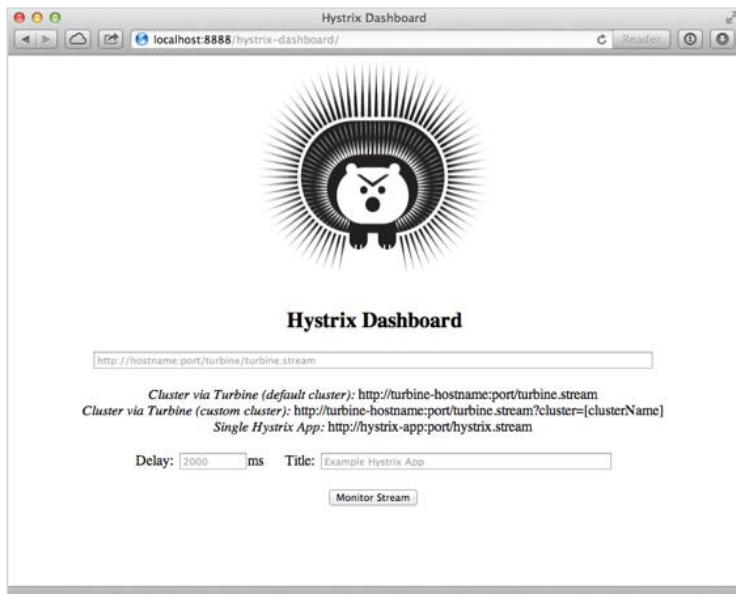 Hystrix Dashboard
localhost:8888/hystrix-dashboard/
Reader
Hystrix Dashboard
http://hostname:port/turbine/turbine.stream
Cluster via Turbine (default cluster): http://turbine-hostname:port/turbine.stream
Cluster via Turbine (custom cluster): http://turbine-hostname:port/turbine.stream?cluster=[clusterName]
Single Hystrix App: http://hystrix-app:port/hystrix.stream
Delay: 2000 ms Title: Example Hystrix App
Monitor Stream